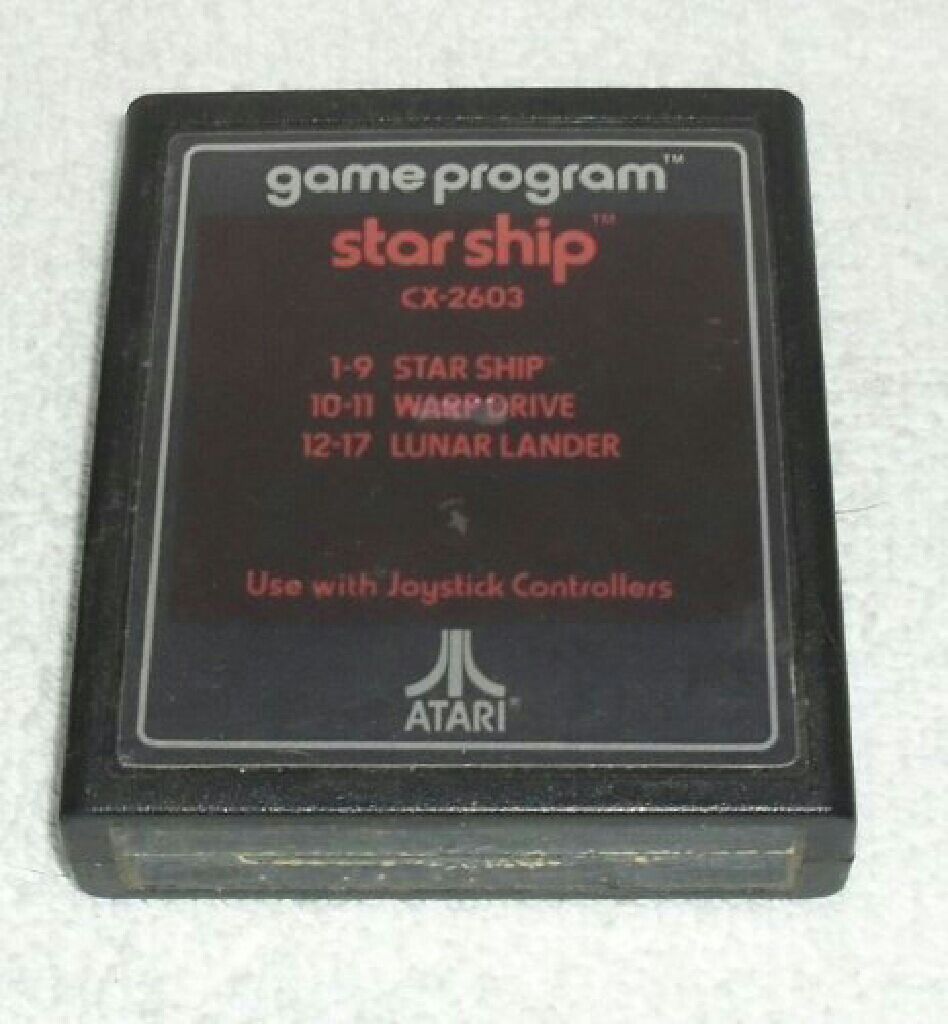 game program™
star ship™
CX-2603
1-9 STAR SHIP
10-11 WARP DRIVE
12-17 LUNAR LANDER
Use with Joystick Controllers
ATARI®